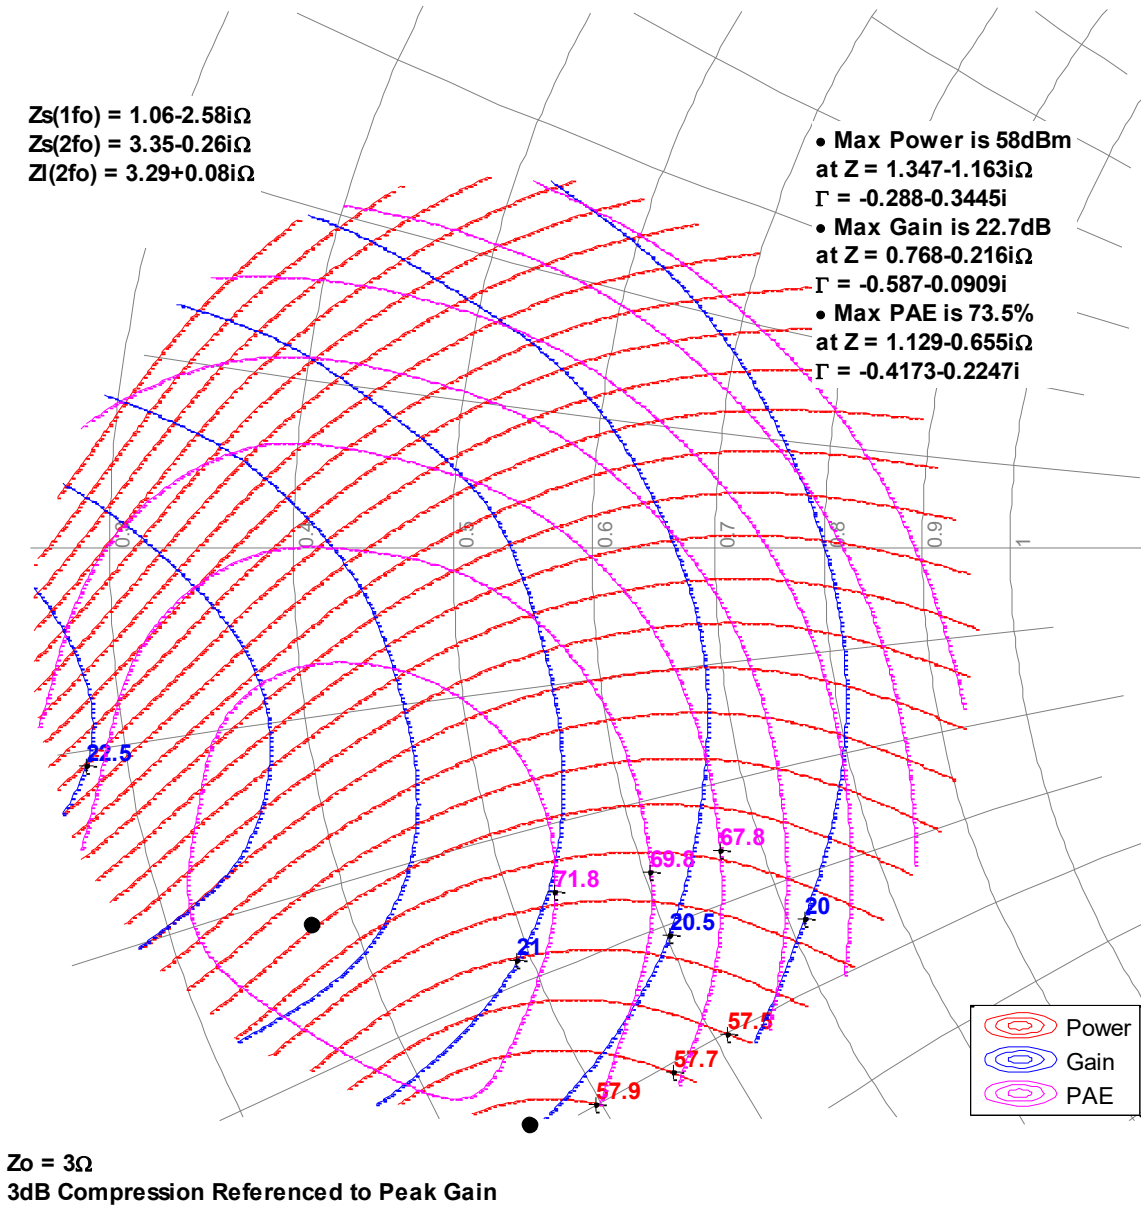 Zs(1fo) = 1.06-2.58iΩ
Zs(2fo) = 3.35-0.26iΩ
Zl(2fo) = 3.29+0.08iΩ
• Max Power is 58dBm
at Z = 1.347-1.163iΩ
Γ = -0.288-0.3445i
• Max Gain is 22.7dB
at Z = 0.768-0.216iΩ
Γ = -0.587-0.0909i
• Max PAE is 73.5%
at Z = 1.129-0.655iΩ
Γ = -0.4173-0.2247i
0.3
0.4
0.5
0.6
0.7
0.8
0.9
1
22.5
67.8
69.8
71.8
20
20.5
21
57.5
57.7
57.9
Power
Gain
PAE
Zo = 3Ω
3dB Compression Referenced to Peak Gain